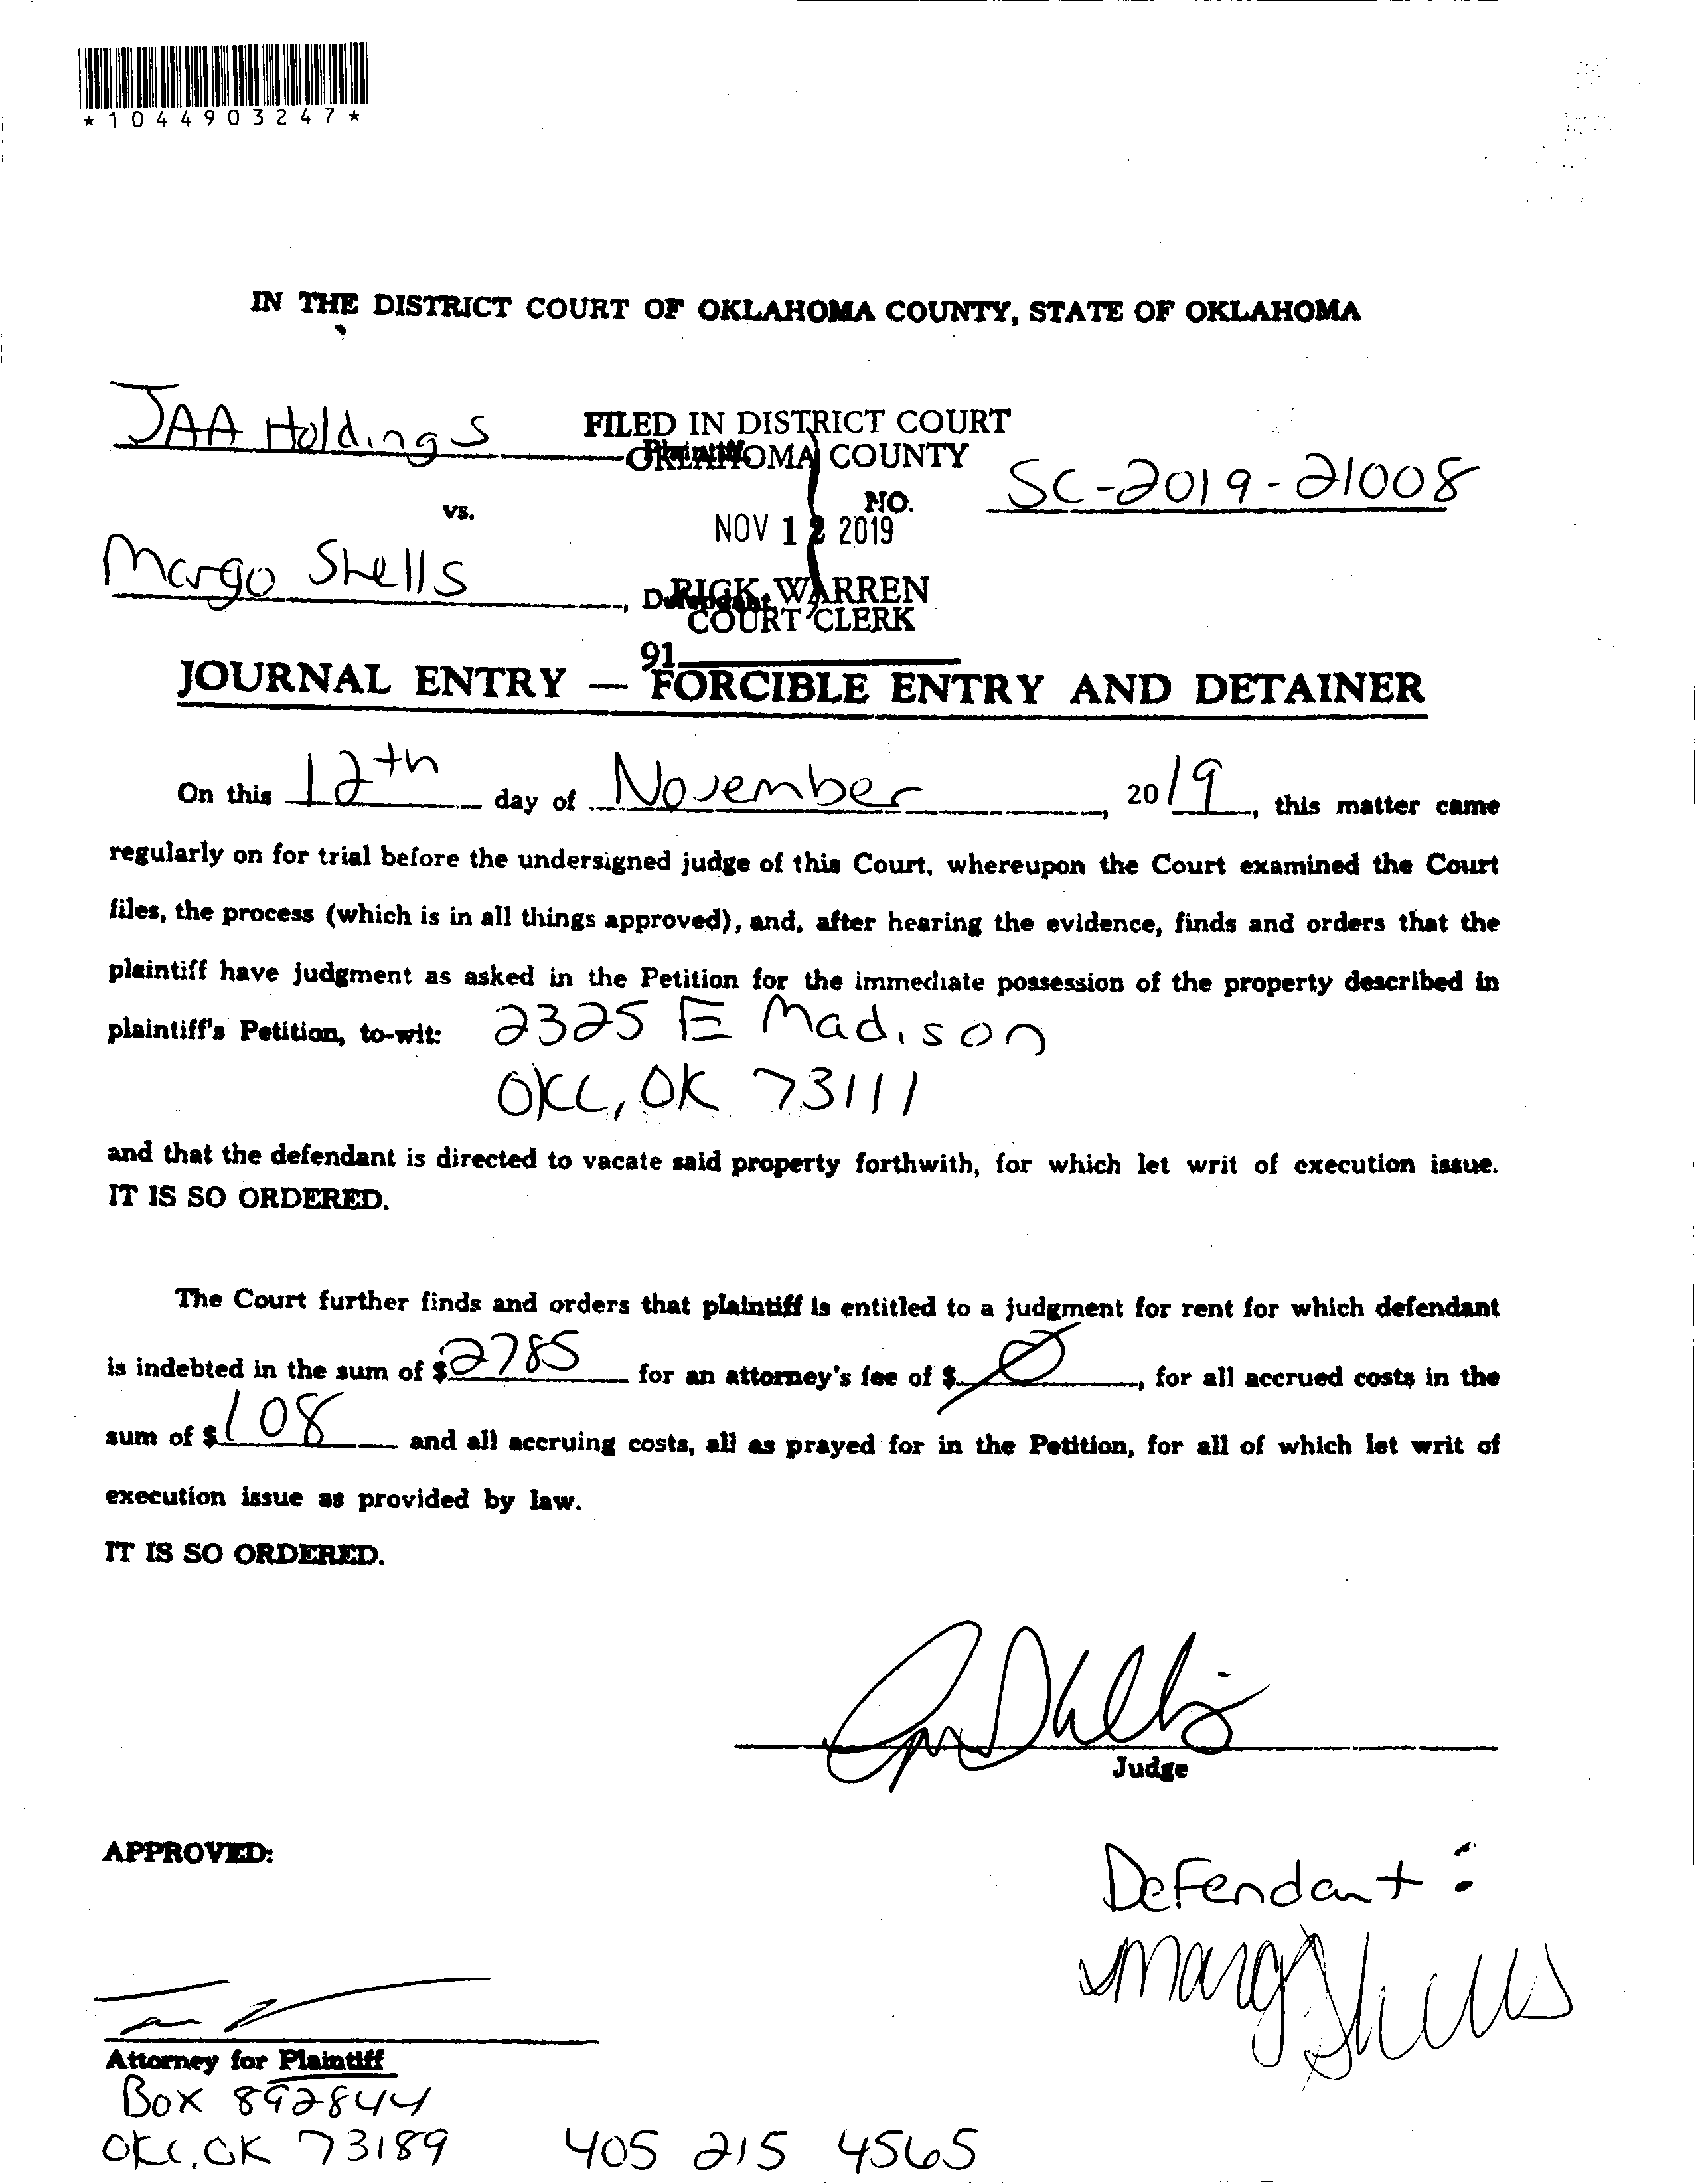 *1044903247*
IN THE DISTRICT COURT OF OKLAHOMA COUNTY, STATE OF OKLAHOMA
JAA Holdings
Plaintiff
FILED IN DISTRICT COURT
OKLAHOMA COUNTY
vs.
NO. SC-2019-21008
NOV 12 2019
Margo Shells, Defendant.
RICK WARREN
COURT CLERK
91
JOURNAL ENTRY — FORCIBLE ENTRY AND DETAINER
On this 12th day of November, 2019, this matter came
regularly on for trial before the undersigned judge of this Court, whereupon the Court examined the Court
files, the process (which is in all things approved), and, after hearing the evidence, finds and orders that the
plaintiff have judgment as asked in the Petition for the immediate possession of the property described in
plaintiff's Petition, to-wit: 2325 E Madison
OKC, OK 73111
and that the defendant is directed to vacate said property forthwith, for which let writ of execution issue.
IT IS SO ORDERED.
The Court further finds and orders that plaintiff is entitled to a judgment for rent for which defendant
is indebted in the sum of $2785 for an attorney's fee of $ 0, for all accrued costs in the
sum of $108 and all accruing costs, all as prayed for in the Petition, for all of which let writ of
execution issue as provided by law.
IT IS SO ORDERED.
Judge
APPROVED:
Defendant:
Margo Shells
Attorney for Plaintiff
Box 892844
OKC, OK 73189 405 215 4565